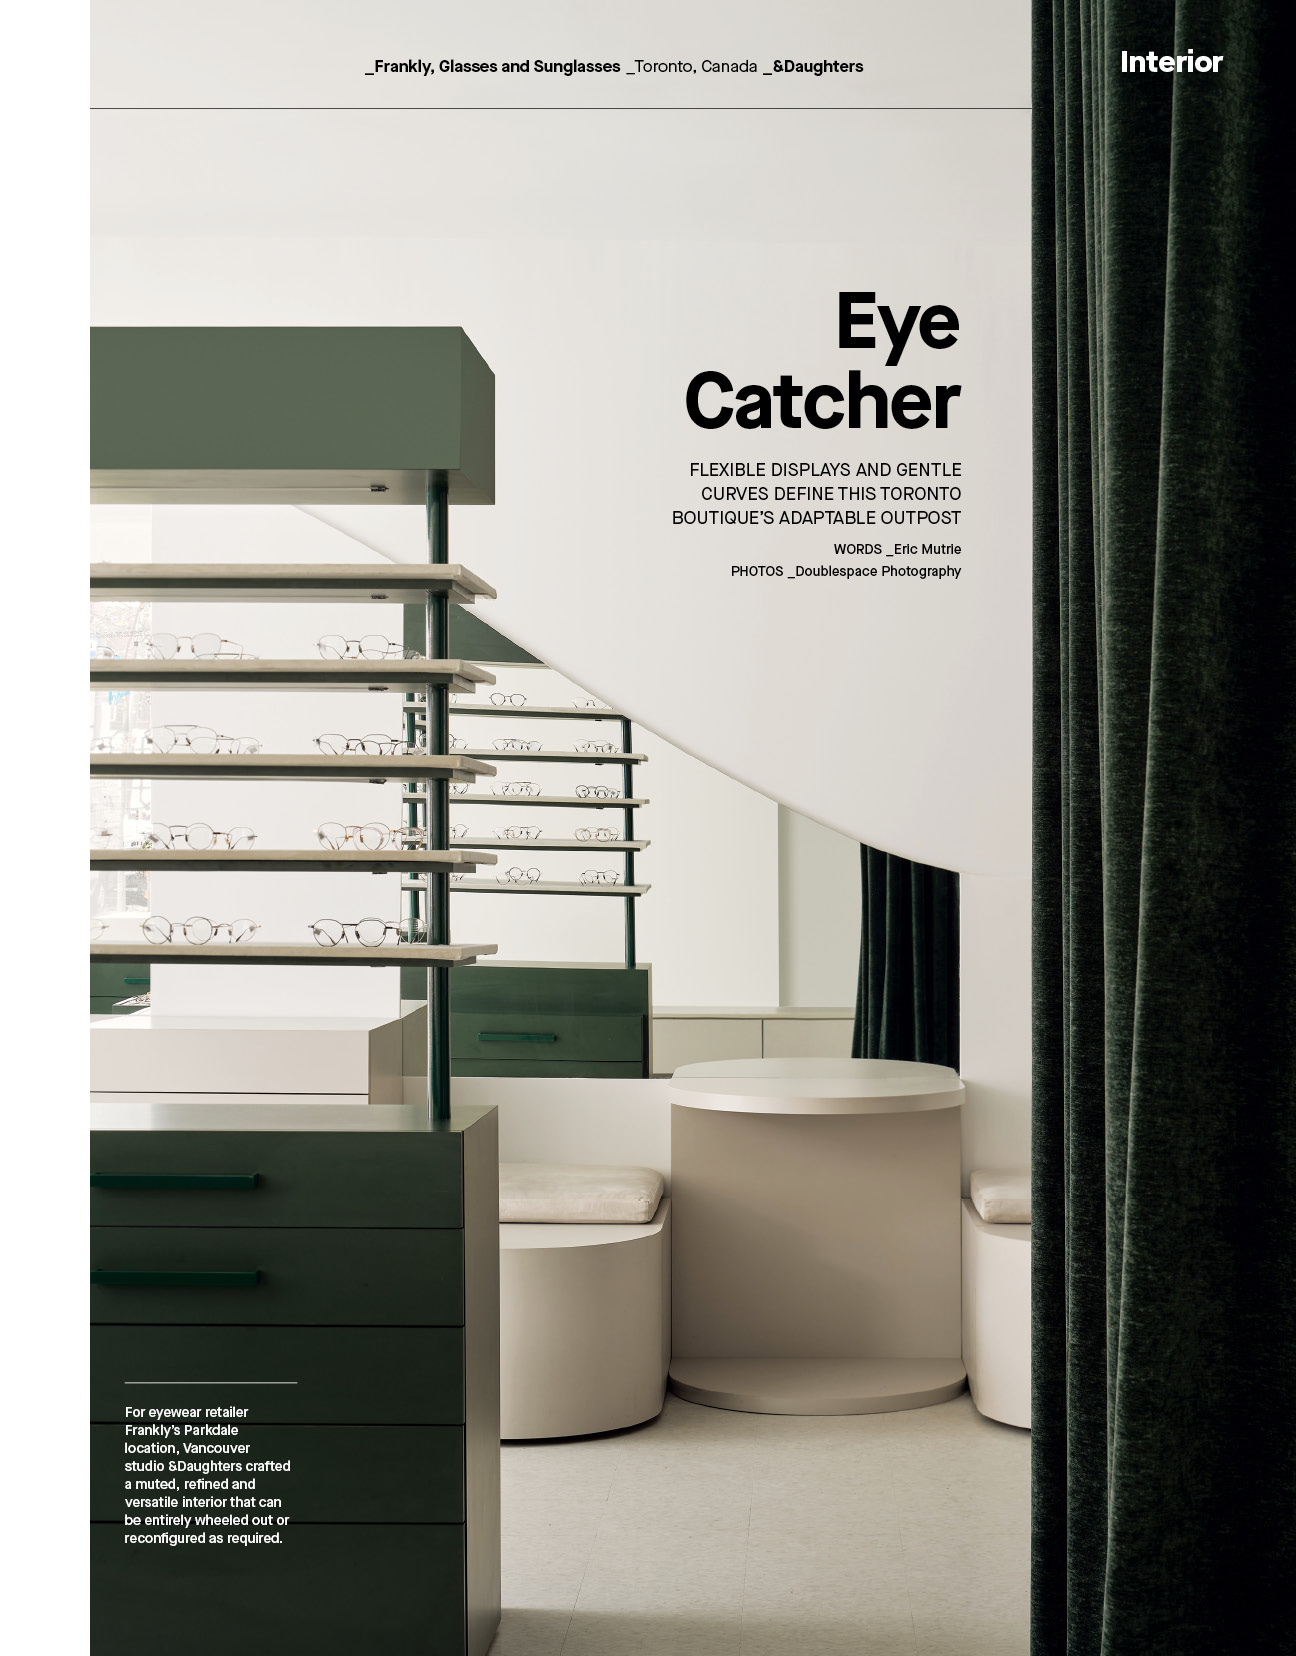 _Frankly, Glasses and Sunglasses _Toronto, Canada _&Daughters
Interior
Eye
Catcher
FLEXIBLE DISPLAYS AND GENTLE
CURVES DEFINE THIS TORONTO
BOUTIQUE’S ADAPTABLE OUTPOST
WORDS _Eric Mutrie
PHOTOS _Doublespace Photography
For eyewear retailer
Frankly’s Parkdale
location, Vancouver
studio &Daughters crafted
a muted, refined and
versatile interior that can
be entirely wheeled out or
reconfigured as required.